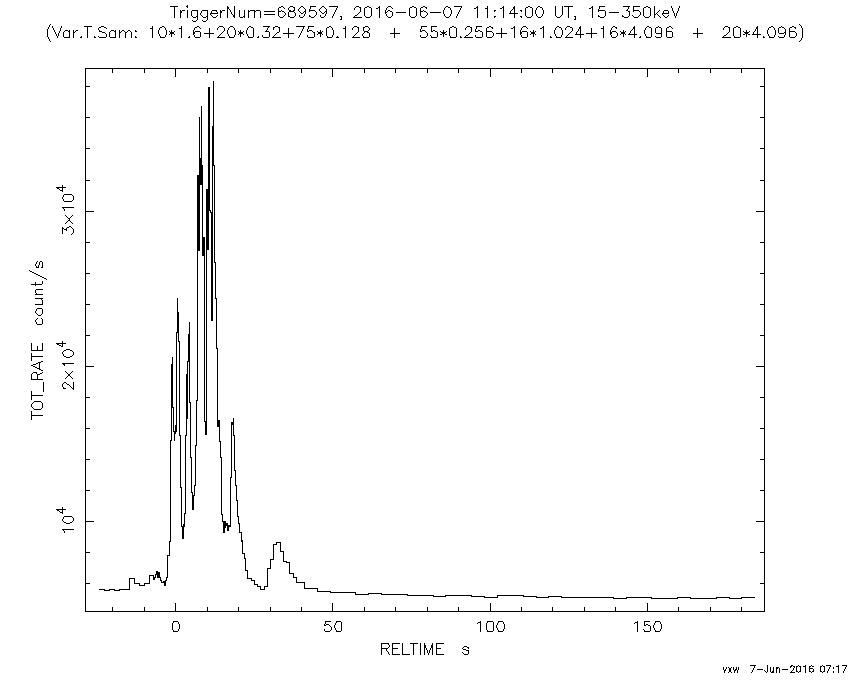 TriggerNum=689597, 2016-06-07 11:14:00 UT, 15-350keV
(Var.T.Sam: 10*1.6+20*0.32+75*0.128 + 55*0.256+16*1.024+16*4.096 + 20*4.096)
3×10⁴
2×10⁴
10⁴
TOT_RATE count/s
0 50 100 150
RELTIME s
vxw 7-Jun-2016 07:17